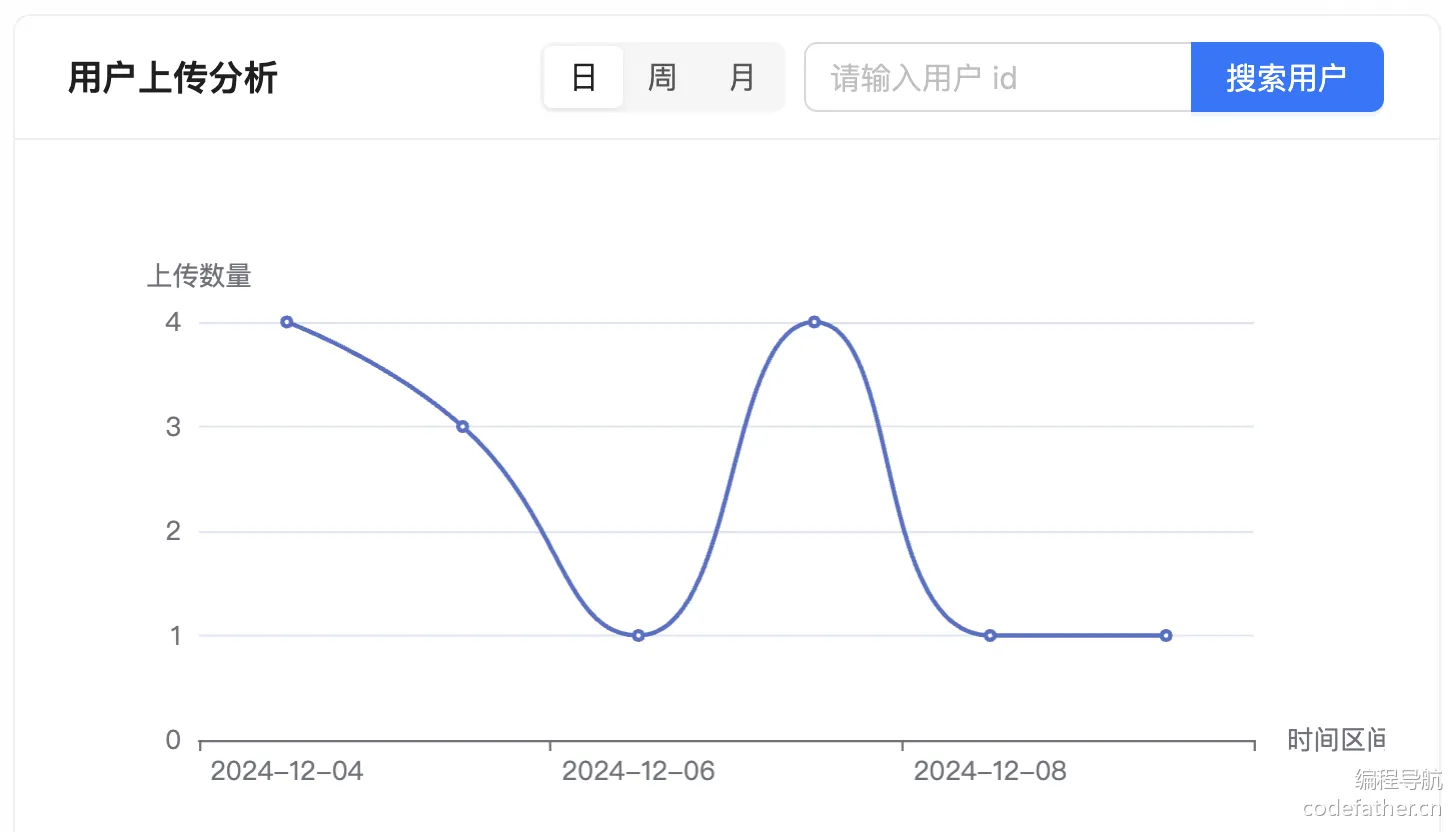 用户上传分析
日 周 月
请输入用户 id
搜索用户
上传数量
4
3
2
1
0
时间区间
2024-12-04
2024-12-06
2024-12-08
编程导航
codefather.cn